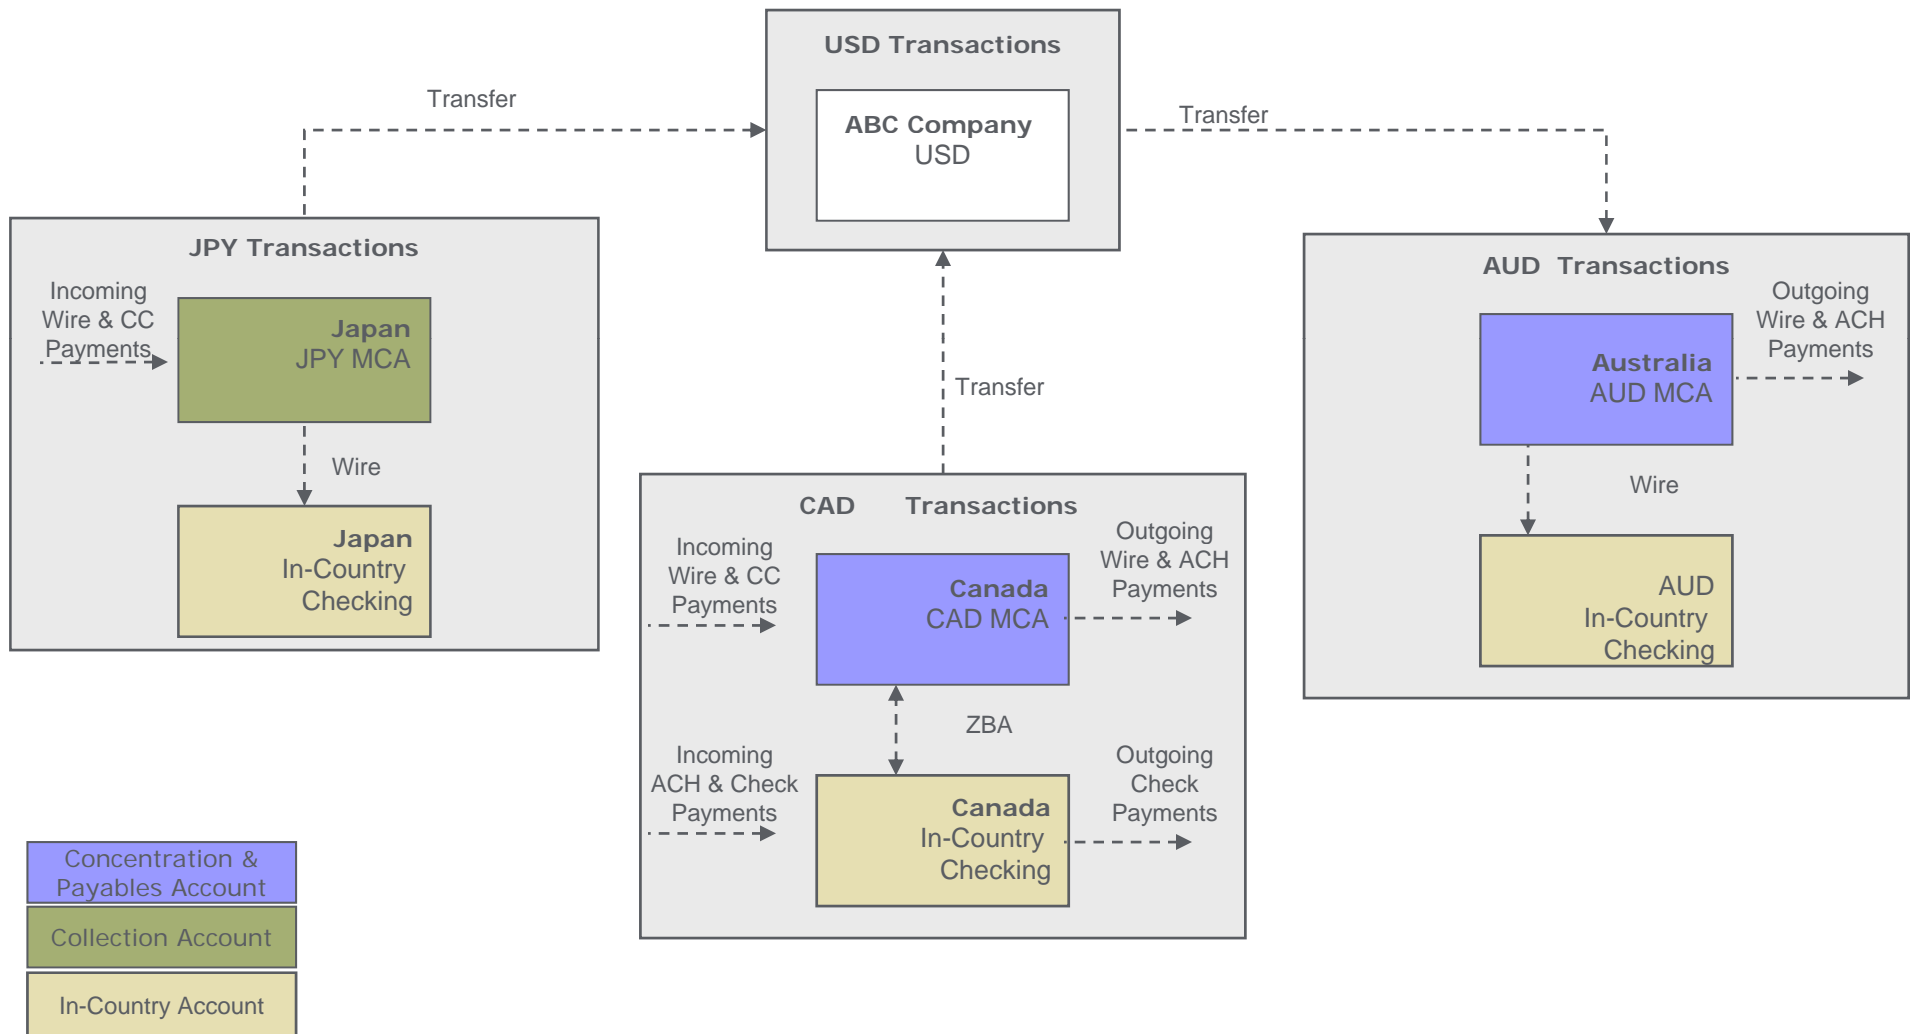 USD Transactions
ABC Company
USD
Transfer
Transfer
JPY Transactions
Incoming
Wire & CC
Payments
Japan
JPY MCA
Wire
Japan
In-Country
Checking
Transfer
CAD Transactions
Incoming
Wire & CC
Payments
Canada
CAD MCA
Outgoing
Wire & ACH
Payments
ZBA
Incoming
ACH & Check
Payments
Canada
In-Country
Checking
Outgoing
Check
Payments
AUD Transactions
Australia
AUD MCA
Outgoing
Wire & ACH
Payments
Wire
AUD
In-Country
Checking
Concentration &
Payables Account
Collection Account
In-Country Account